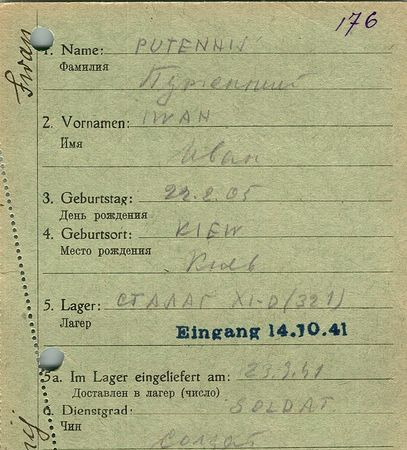 176
Iwan
1. Name: PUTENNIJ
Фамилия
Путенний
2. Vornamen: IWAN
Имя
Иван
3. Geburtstag: 22.2.05
День рождения
4. Geburtsort: KIEW
Место рождения
Киев
5. Lager: СТАЛАГ XI-D (321)
Лагер
Eingang 14.10.41
5a. Im Lager eingeliefert am: 23.9.41
Доставлен в лагер (число)
6. Dienstgrad: SOLDAT
Чин
Солдат